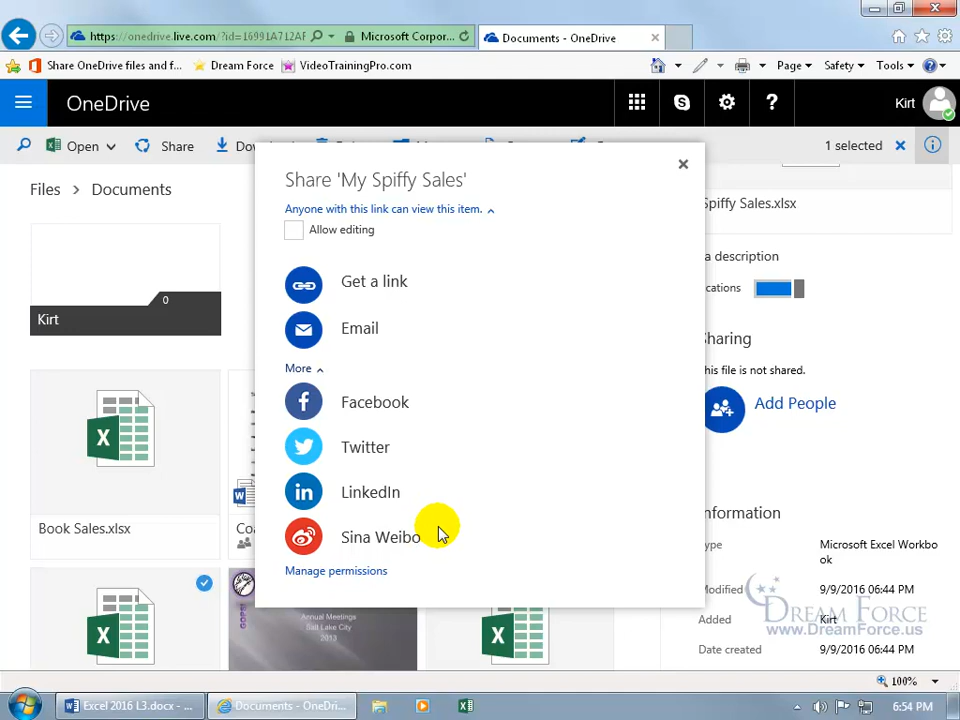 https://onedrive.live.com/?id=16991A712AF
Microsoft Corpor...
Documents - OneDrive
Share OneDrive files and f...
Dream Force
VideoTrainingPro.com
Page
Safety
Tools
OneDrive
Kirt
Open
Share
1 selected
Files > Documents
Share 'My Spiffy Sales'
Anyone with this link can view this item.
Allow editing
Get a link
Email
More
Facebook
Twitter
LinkedIn
Sina Weibo
Manage permissions
0
Kirt
Book Sales.xlsx
Annual Meetings
Salt Lake City
2013
Spiffy Sales.xlsx
a description
Sharing
his file is not shared.
Add People
nformation
ype
Microsoft Excel Workbo
ok
Modified
9/9/2016 06:44 PM
Added
Kirt
Date created
9/9/2016 06:44 PM
DREAM FORCE
www.DreamForce.us
100%
Excel 2016 L3.docx - ...
Documents - OneDri...
6:54 PM